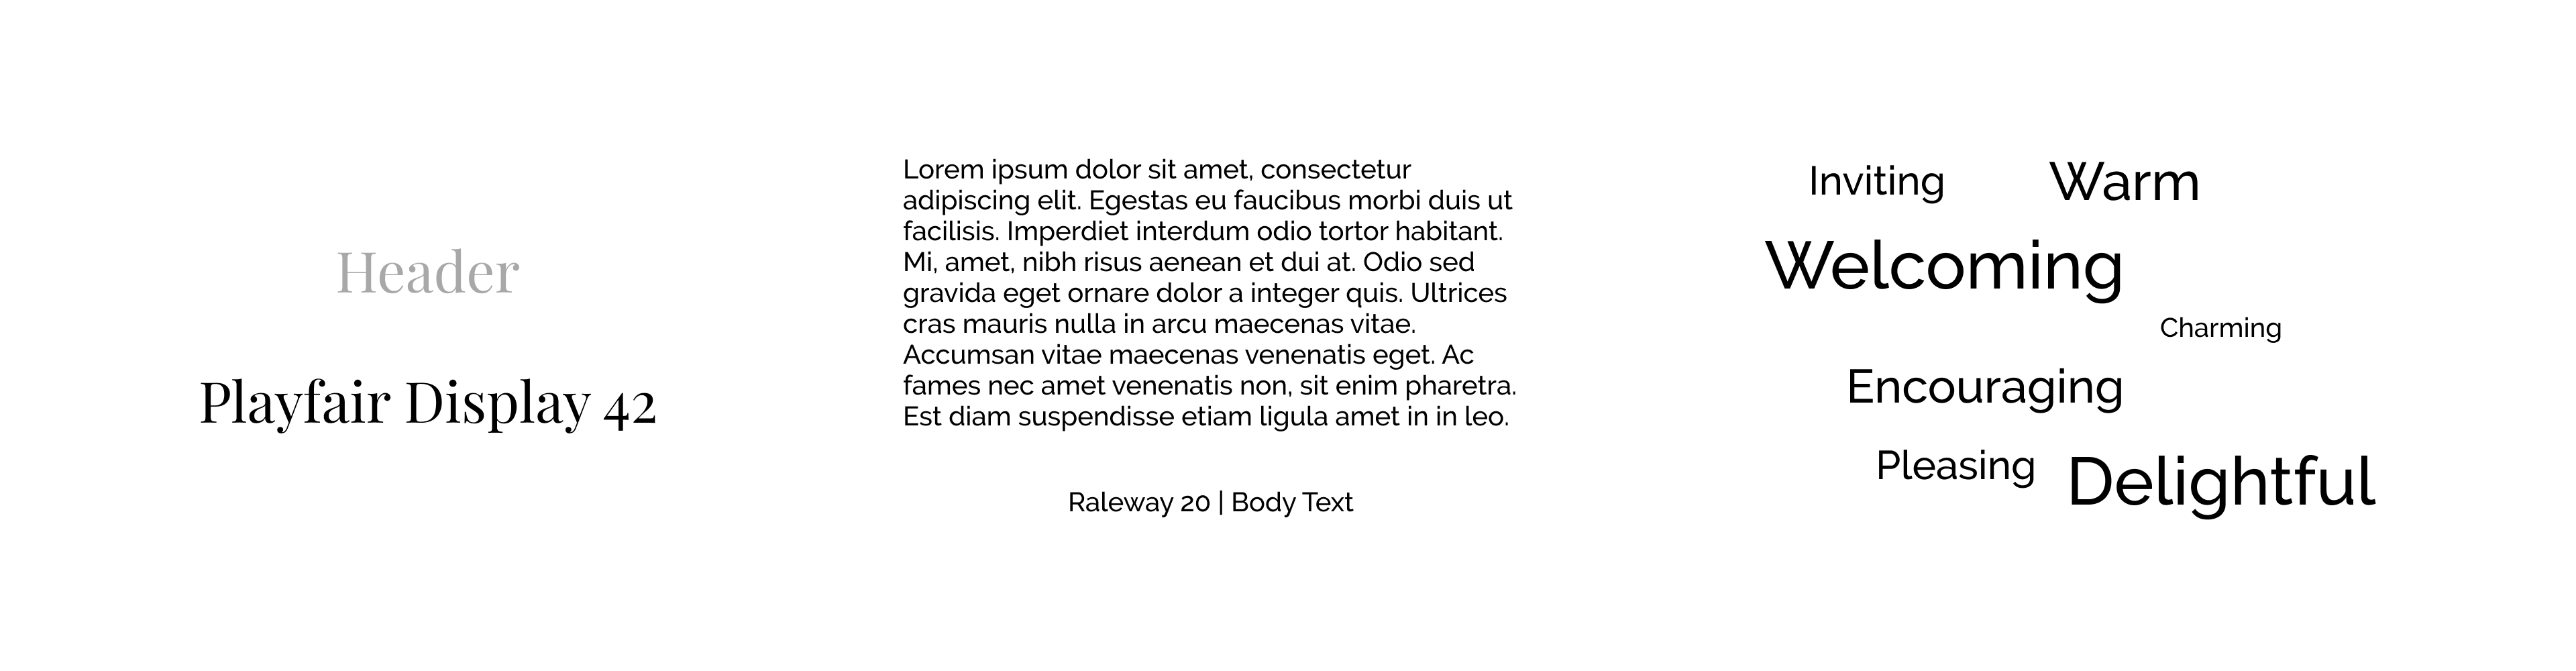 Header
Playfair Display 42
Lorem ipsum dolor sit amet, consectetur
adipiscing elit. Egestas eu faucibus morbi duis ut
facilisis. Imperdiet interdum odio tortor habitant.
Mi, amet, nibh risus aenean et dui at. Odio sed
gravida eget ornare dolor a integer quis. Ultrices
cras mauris nulla in arcu maecenas vitae.
Accumsan vitae maecenas venenatis eget. Ac
fames nec amet venenatis non, sit enim pharetra.
Est diam suspendisse etiam ligula amet in in leo.
Raleway 20 | Body Text
Inviting
Warm
Welcoming
Charming
Encouraging
Pleasing
Delightful